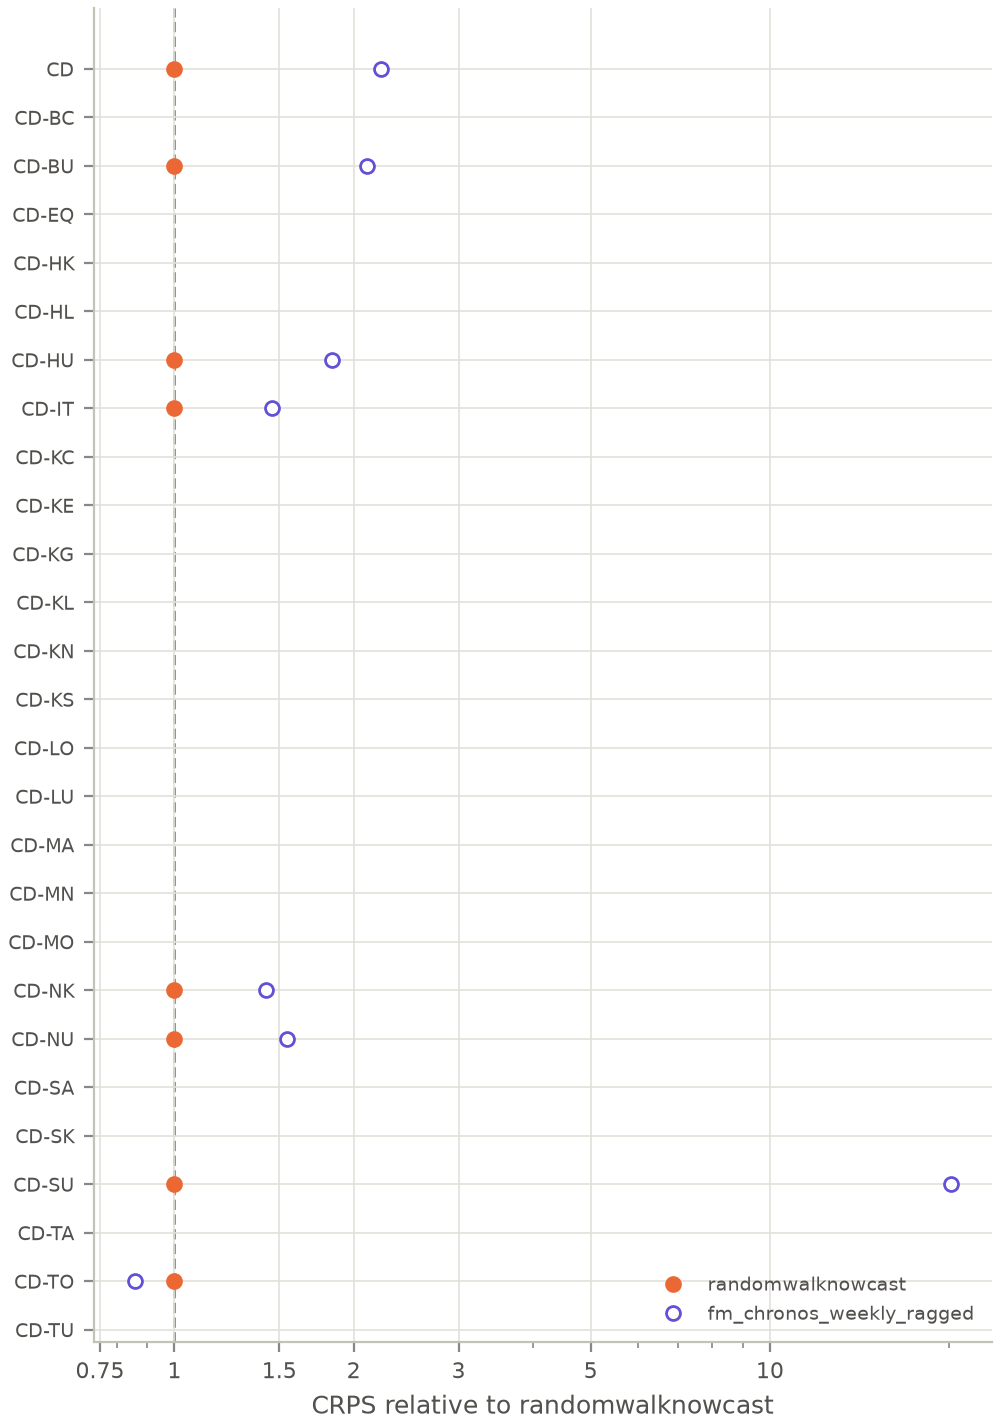 CD
CD-BC
CD-BU
CD-EQ
CD-HK
CD-HL
CD-HU
CD-IT
CD-KC
CD-KE
CD-KG
CD-KL
CD-KN
CD-KS
CD-LO
CD-LU
CD-MA
CD-MN
CD-MO
CD-NK
CD-NU
CD-SA
CD-SK
CD-SU
CD-TA
CD-TO
CD-TU
randomwalknowcast
fm_chronos_weekly_ragged
0.75 1 1.5 2 3 5 10
CRPS relative to randomwalknowcast